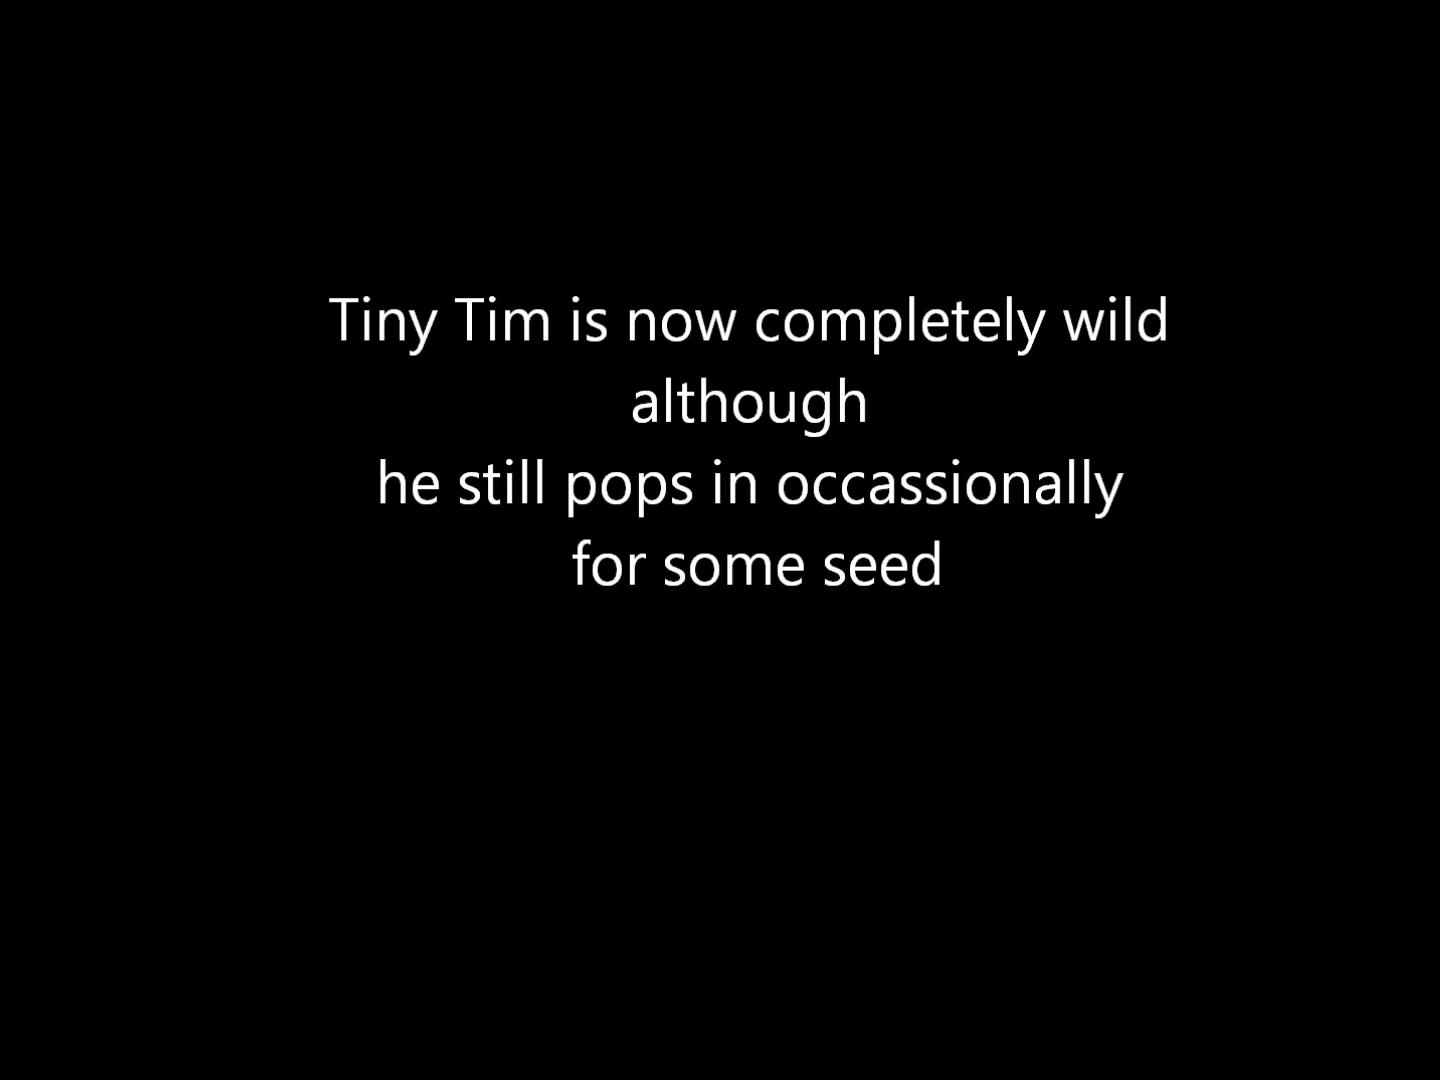 Tiny Tim is now completely wild
although
he still pops in occassionally
for some seed